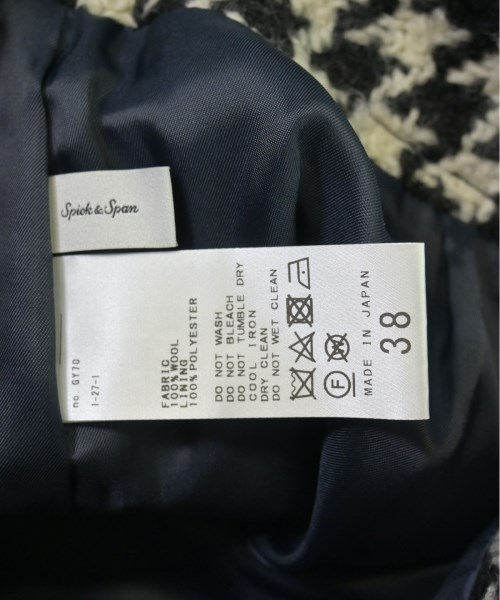 Spick & Span
no. GY70
1-27-1
FABRIC
100% WOOL
LINING
100% POLYESTER
DO NOT WASH
DO NOT BLEACH
DO NOT TUMBLE DRY
COOL IRON
DRY CLEAN
DO NOT WET CLEAN
F
MADE IN JAPAN
38